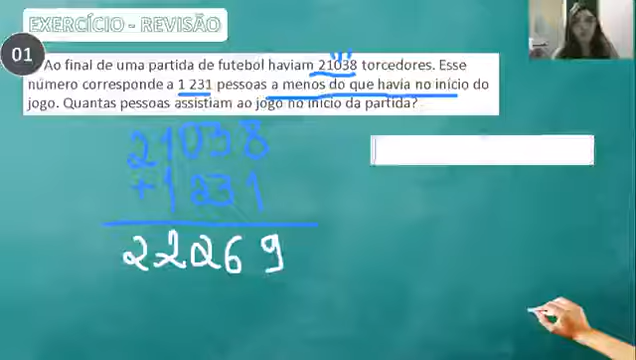 EXERCÍCIO - REVISÃO
01
Ao final de uma partida de futebol haviam 21038 torcedores. Esse
número corresponde a 1 231 pessoas a menos do que havia no início do
jogo. Quantas pessoas assistiam ao jogo no início da partida?
21038
+1231
22269